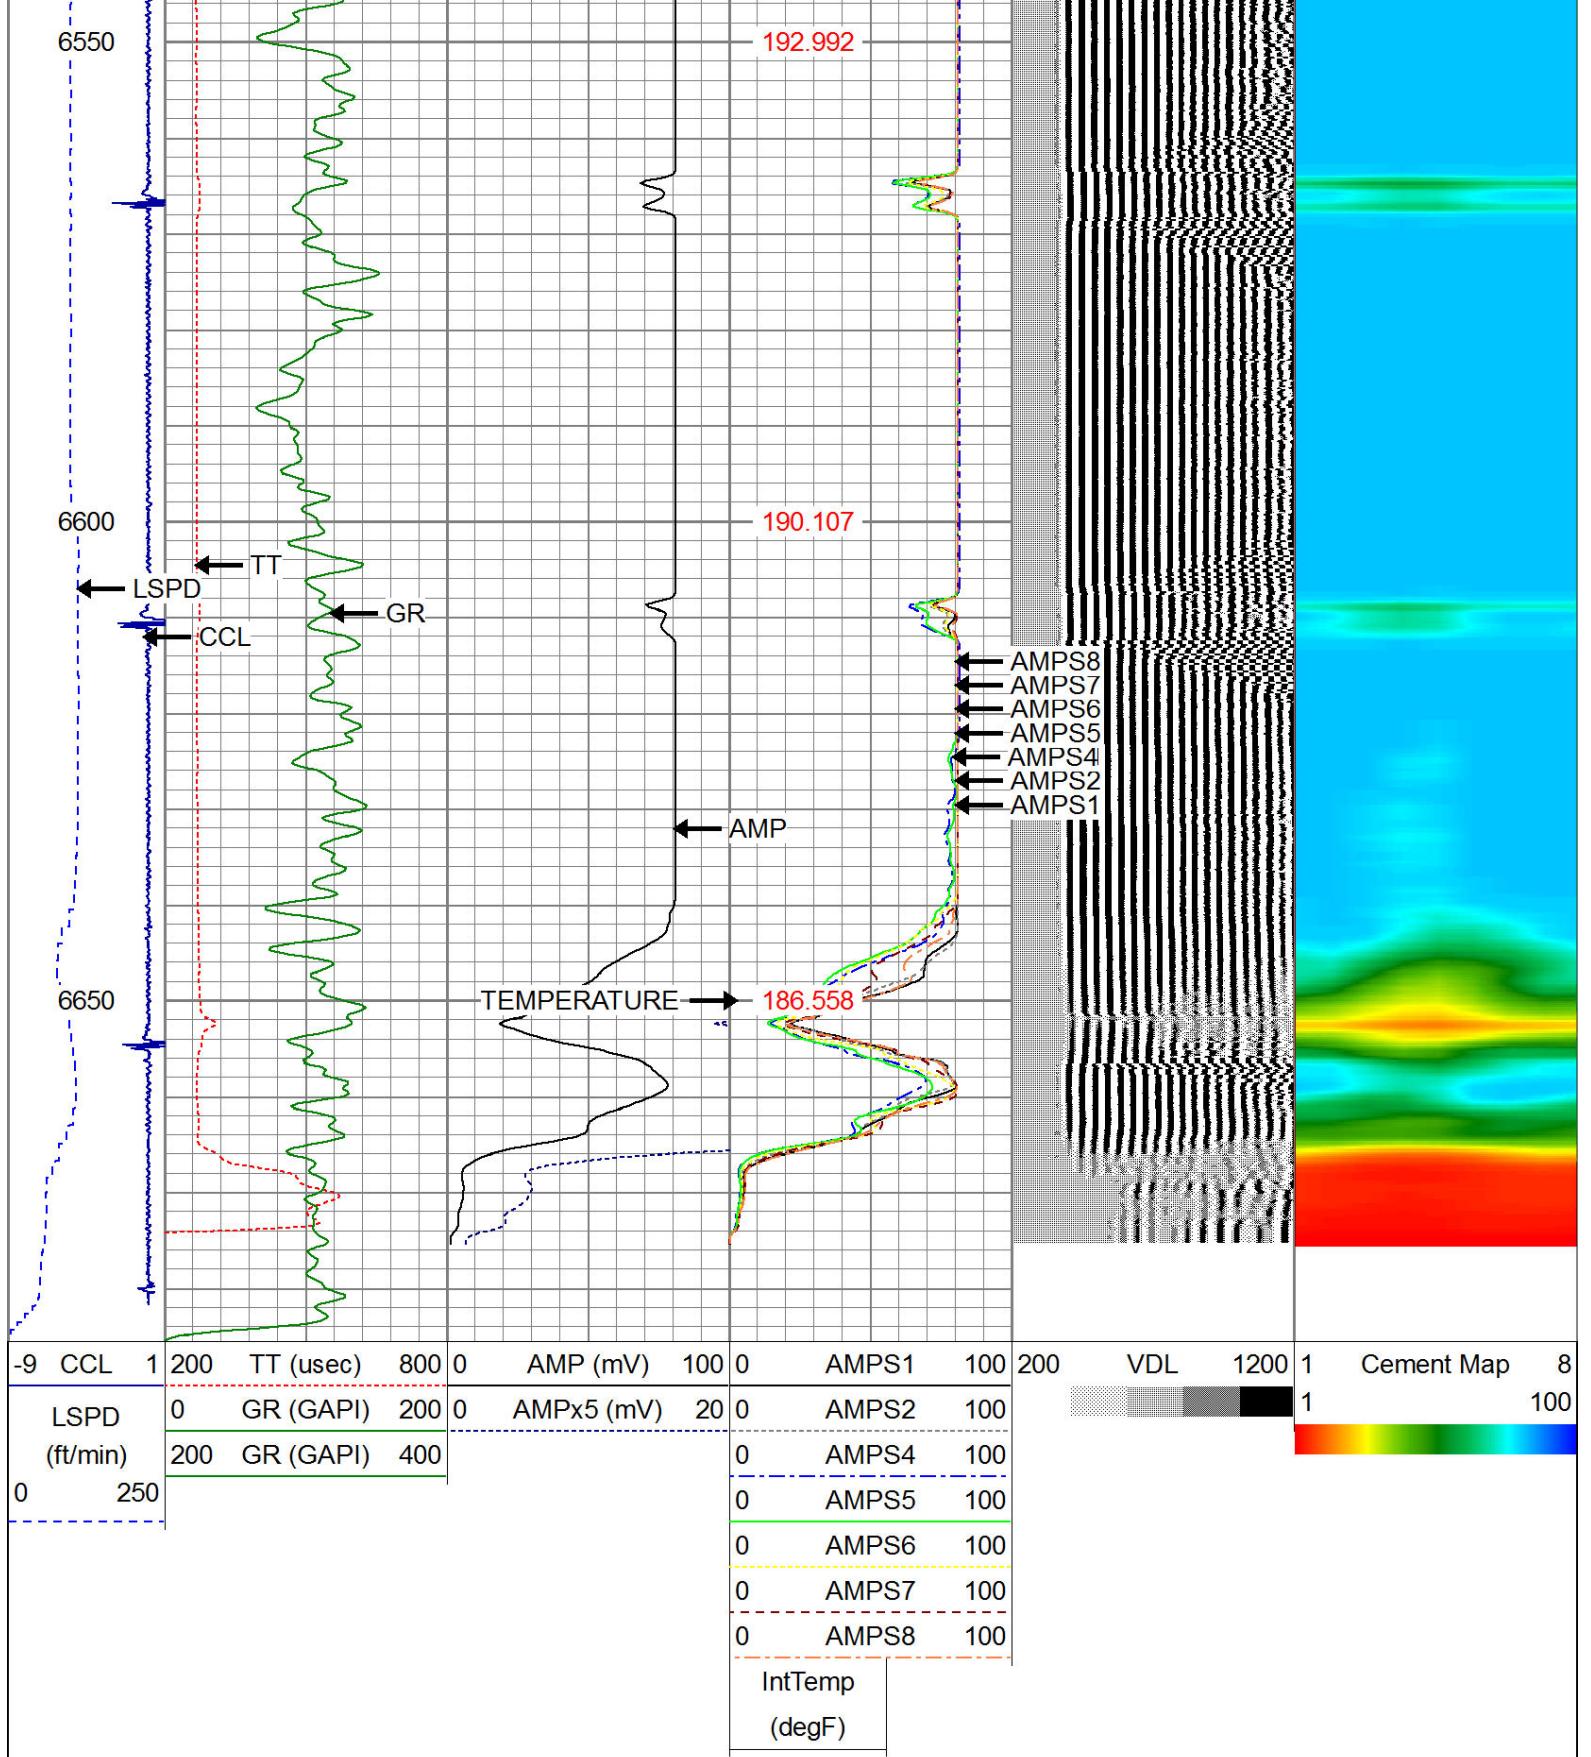 6550
192.992
6600
190.107
TT
LSPD
GR
CCL
AMPS8
AMPS7
AMPS6
AMPS5
AMPS4
AMPS2
AMPS1
AMP
6650
TEMPERATURE
186.558
-9 CCL 1
200 TT (usec) 800
0 AMP (mV) 100
0 AMPS1 100
200 VDL 1200
1 Cement Map 8
LSPD
(ft/min)
0 250
0 GR (GAPI) 200
0 AMPx5 (mV) 20
0 AMPS2 100
1 100
200 GR (GAPI) 400
0 AMPS4 100
0 AMPS5 100
0 AMPS6 100
0 AMPS7 100
0 AMPS8 100
IntTemp
(degF)